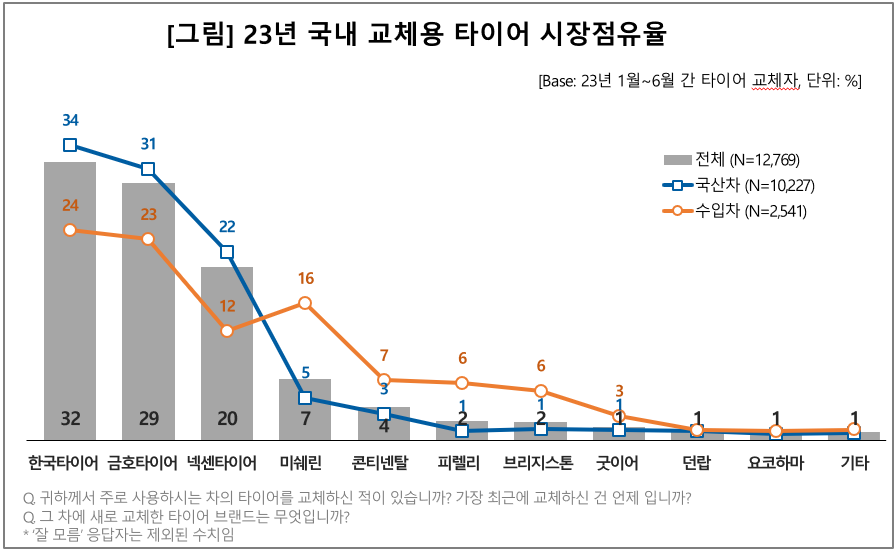 [그림] 23년 국내 교체용 타이어 시장점유율
[Base: 23년 1월~6월 간 타이어 교체자, 단위: %]
전체 (N=12,769)
국산차 (N=10,227)
수입차 (N=2,541)
34 31 22 5 3 1 1 1
24 23 12 16 7 6 6 3
32 29 20 7 4 2 2 1 1 1 1
한국타이어 금호타이어 넥센타이어 미쉐린 콘티넨탈 피렐리 브리지스톤 굿이어 던랍 요코하마 기타
Q. 귀하께서 주로 사용하시는 차의 타이어를 교체하신 적이 있습니까? 가장 최근에 교체하신 건 언제 입니까?
Q. 그 차에 새로 교체한 타이어 브랜드는 무엇입니까?
* ‘잘 모름’ 응답자는 제외된 수치임